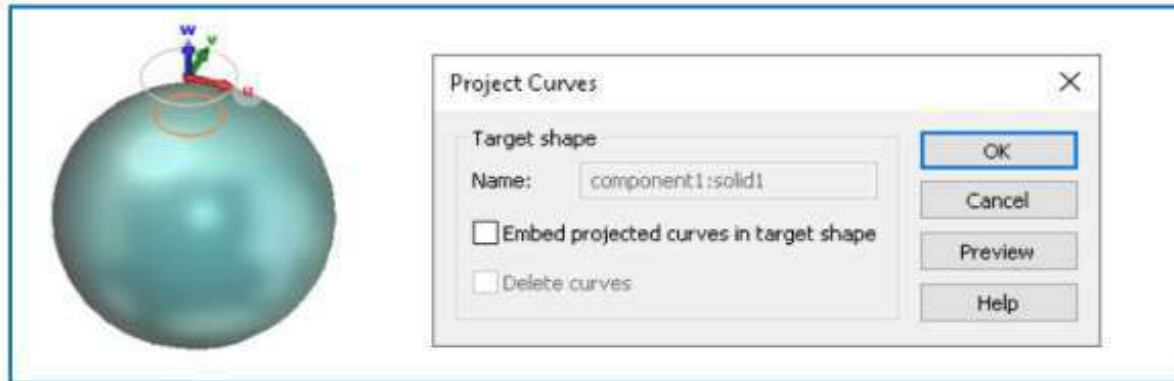 w
v
u
Project Curves
Target shape
Name: component1:solid1
Embed projected curves in target shape
Delete curves
OK
Cancel
Preview
Help